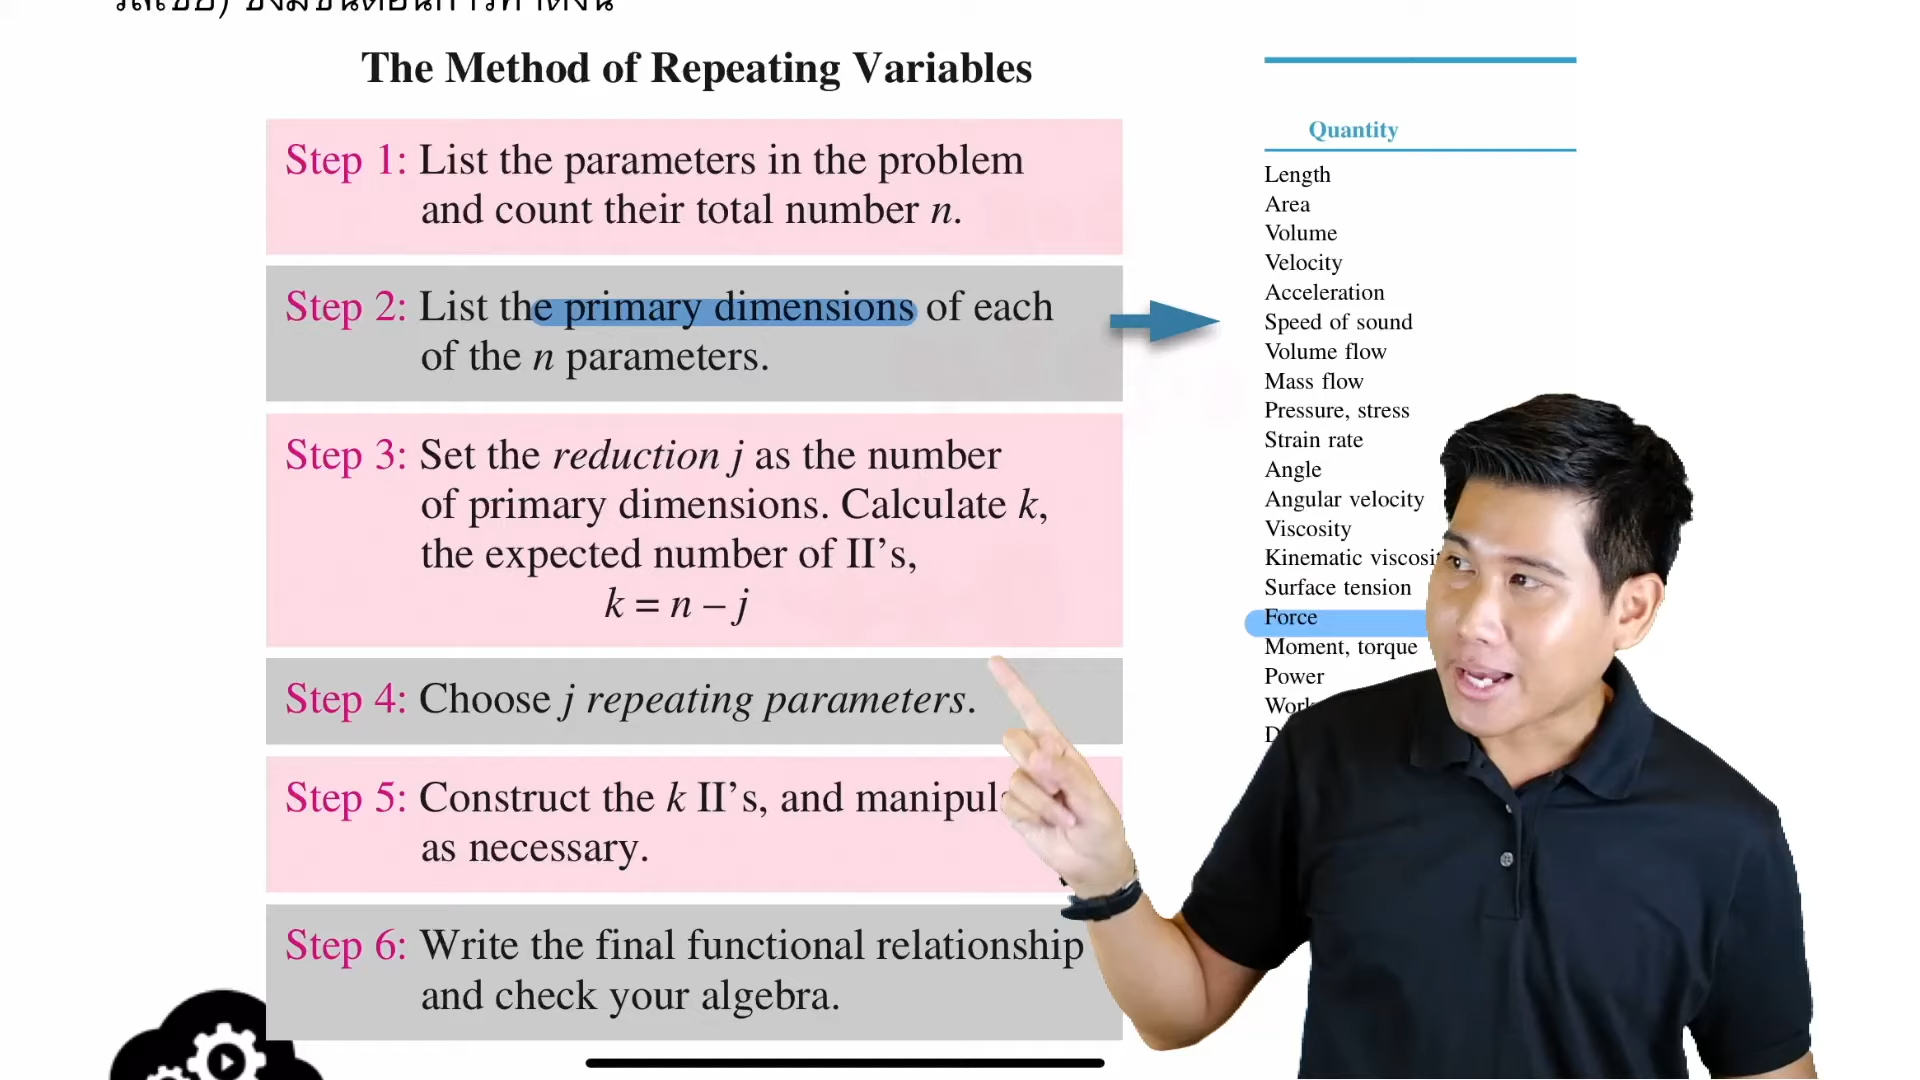 The Method of Repeating Variables
Step 1: List the parameters in the problem
and count their total number n.
Step 2: List the primary dimensions of each
of the n parameters.
Step 3: Set the reduction j as the number
of primary dimensions. Calculate k,
the expected number of II’s,
k = n – j
Step 4: Choose j repeating parameters.
Step 5: Construct the k II’s, and
as necessary.
Step 6: Write the final functional relationship
and check your algebra.
Quantity
Length
Area
Volume
Velocity
Acceleration
Speed of sound
Volume flow
Mass flow
Pressure, stress
Strain rate
Angle
Angular velocity
Viscosity
Kinematic
Surface tension
Force
Moment, torque
Power